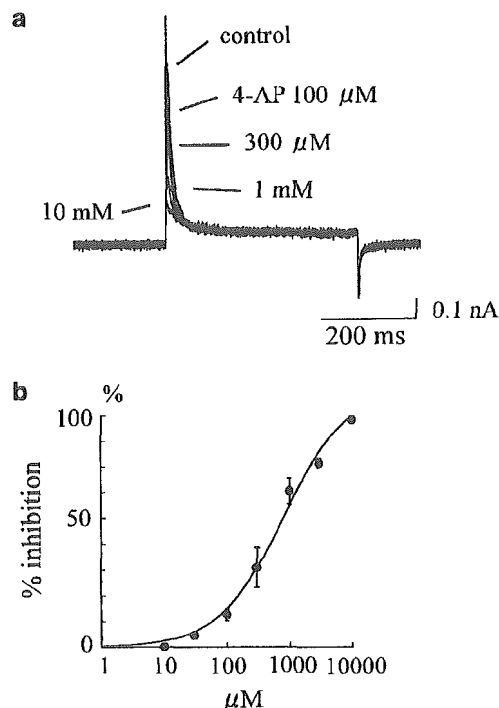 a
control
4-AP 100 μM
300 μM
1 mM
10 mM
0.1 nA
200 ms
b
%
100
50
0
% inhibition
1 10 100 1000 10000
μM